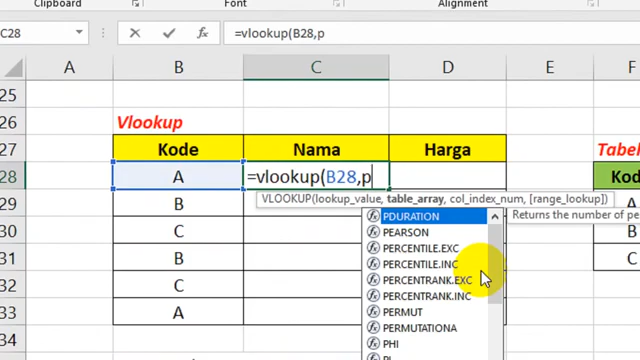 Clipboard Font Alignment
C28 =vlookup(B28,p
A B C D E F
25
26 Vlookup
27 Kode Nama Harga Tabel
28 A =vlookup(B28,p Kod
VLOOKUP(lookup_value, table_array, col_index_num, [range_lookup])
29 B PDURATION Returns the number of pe
PEARSON
30 C PERCENTILE.EXC B
PERCENTILE.INC
31 B PERCENTRANK.EXC C
32 C PERCENTRANK.INC
33 A PERMUT
PERMUTATIONA
34 PHI